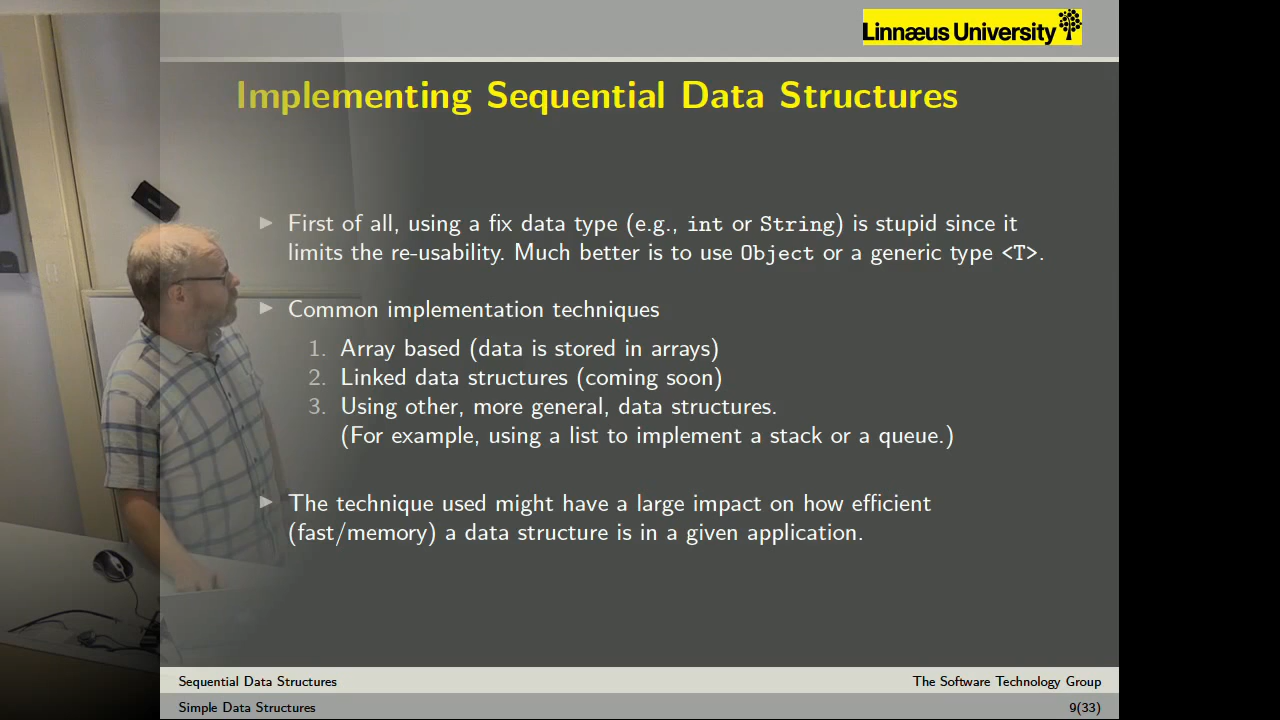 Linnæus University
Implementing Sequential Data Structures
First of all, using a fix data type (e.g., int or String) is stupid since it
limits the re-usability. Much better is to use Object or a generic type <T>.
Common implementation techniques
1. Array based (data is stored in arrays)
2. Linked data structures (coming soon)
3. Using other, more general, data structures.
(For example, using a list to implement a stack or a queue.)
The technique used might have a large impact on how efficient
(fast/memory) a data structure is in a given application.
Sequential Data Structures
The Software Technology Group
Simple Data Structures
9(33)